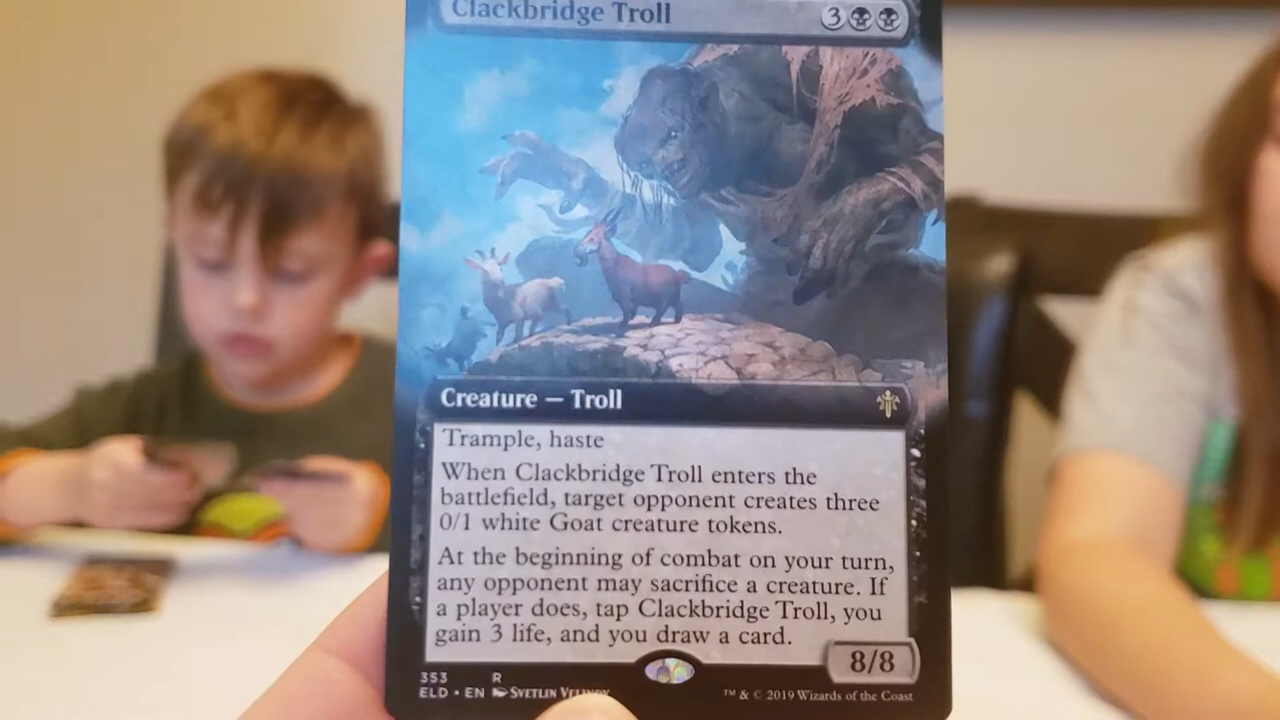 Clackbridge Troll 3
Creature — Troll
Trample, haste
When Clackbridge Troll enters the
battlefield, target opponent creates three
0/1 white Goat creature tokens.
At the beginning of combat on your turn,
any opponent may sacrifice a creature. If
a player does, tap Clackbridge Troll, you
gain 3 life, and you draw a card.
8/8
353 R
ELD • EN Svetlin Velinov
™ & © 2019 Wizards of the Coast